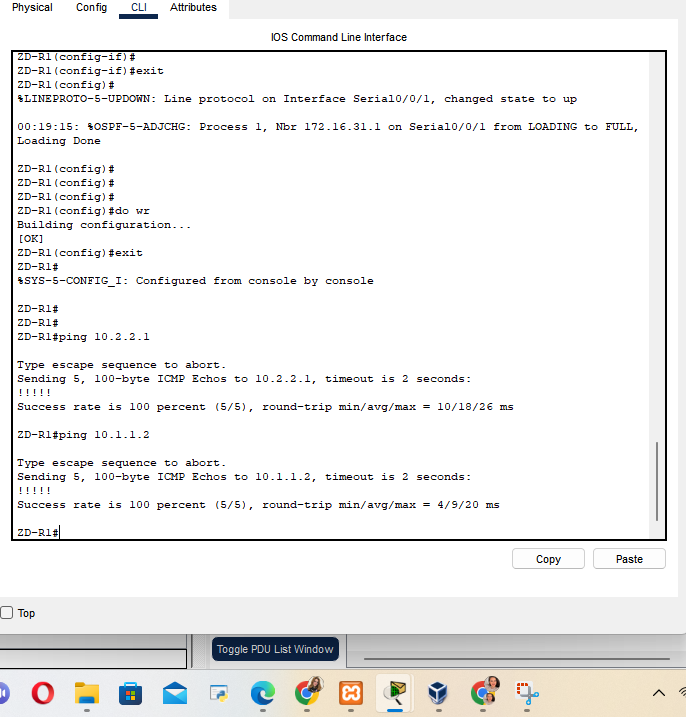 Physical Config CLI Attributes
IOS Command Line Interface
ZD-R1(config-if)#
ZD-R1(config-if)#exit
ZD-R1(config)#
%LINEPROTO-5-UPDOWN: Line protocol on Interface Serial0/0/1, changed state to up
00:19:15: %OSPF-5-ADJCHG: Process 1, Nbr 172.16.31.1 on Serial0/0/1 from LOADING to FULL,
Loading Done
ZD-R1(config)#
ZD-R1(config)#
ZD-R1(config)#
ZD-R1(config)#do wr
Building configuration...
[OK]
ZD-R1(config)#exit
ZD-R1#
%SYS-5-CONFIG_I: Configured from console by console
ZD-R1#
ZD-R1#
ZD-R1#ping 10.2.2.1
Type escape sequence to abort.
Sending 5, 100-byte ICMP Echos to 10.2.2.1, timeout is 2 seconds:
!!!!!
Success rate is 100 percent (5/5), round-trip min/avg/max = 10/18/26 ms
ZD-R1#ping 10.1.1.2
Type escape sequence to abort.
Sending 5, 100-byte ICMP Echos to 10.1.1.2, timeout is 2 seconds:
!!!!!
Success rate is 100 percent (5/5), round-trip min/avg/max = 4/9/20 ms
ZD-R1#
Copy Paste
Top
Toggle PDU List Window